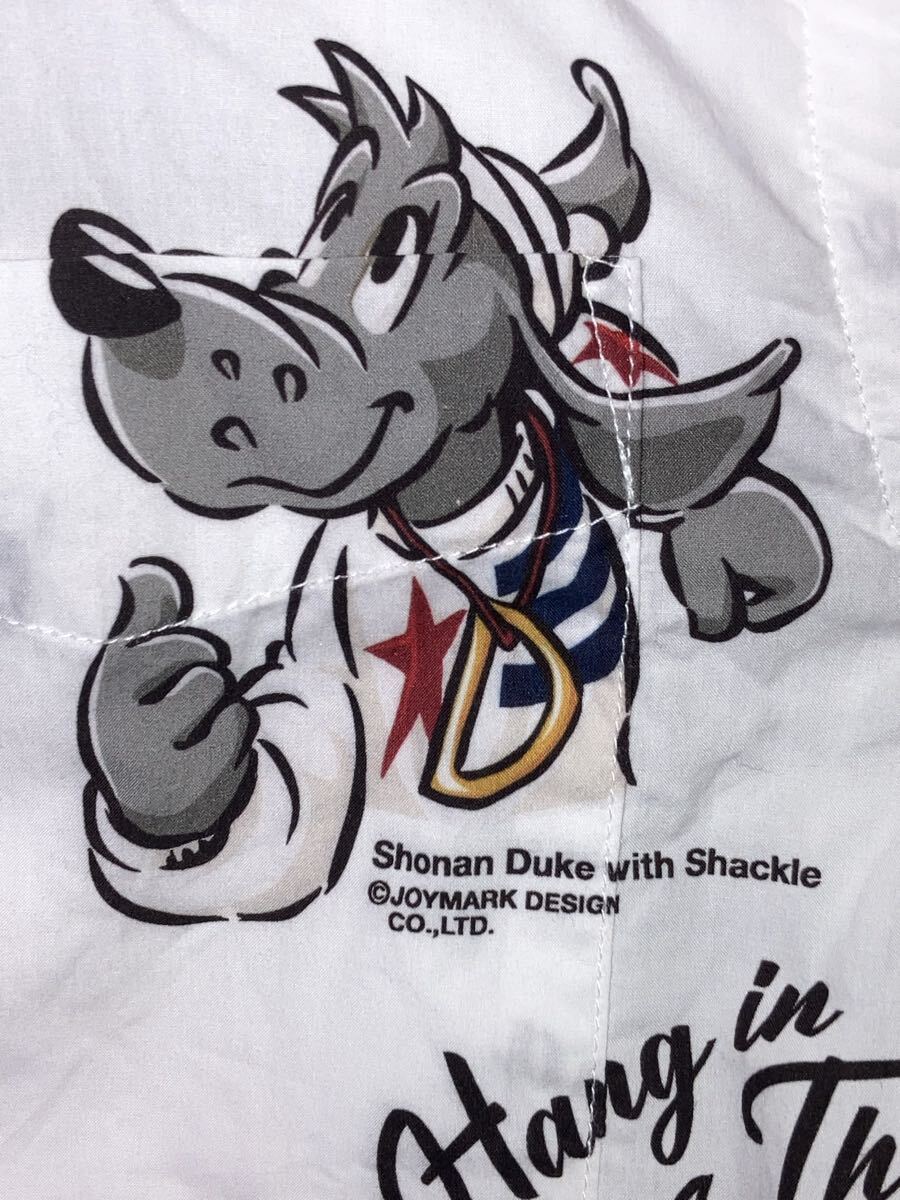 Shonan Duke with Shackle
©JOYMARK DESIGN
CO.,LTD.
Hang in